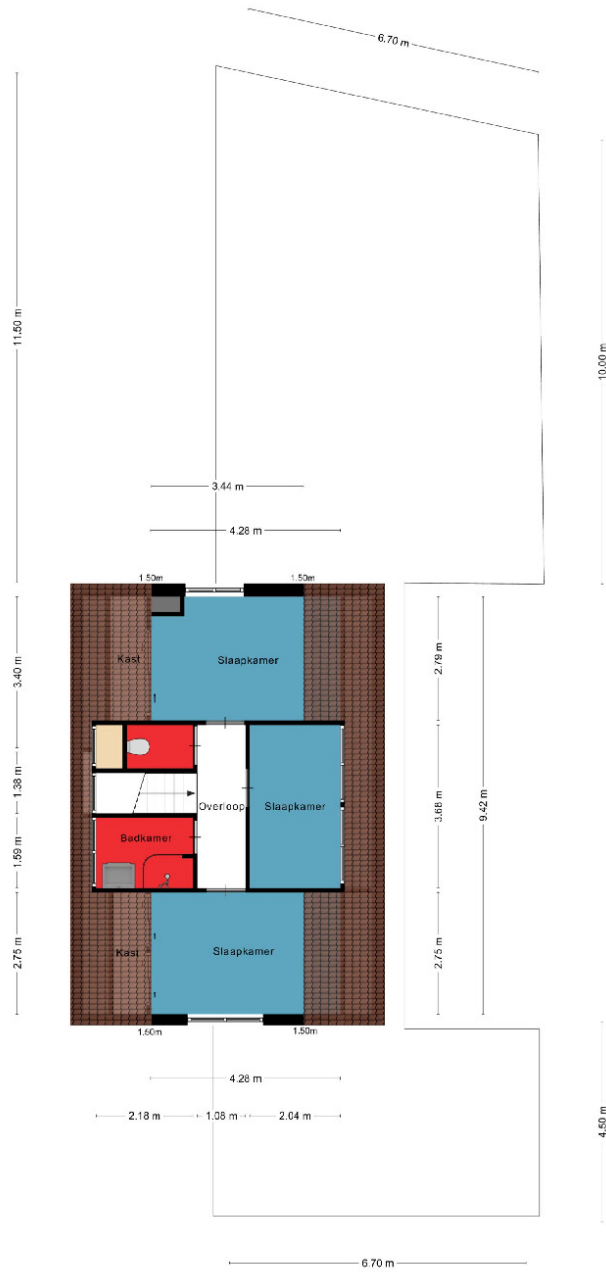 6.70 m
11.50 m
10.00 m
3.44 m
4.28 m
1.50m
1.50m
3.40 m
Kast
Slaapkamer
2.79 m
1.38 m
Overloop
Slaapkamer
3.68 m
9.42 m
1.59 m
Badkamer
2.75 m
Kast
Slaapkamer
2.75 m
1.60m
1.50m
4.28 m
2.18 m
1.08 m
2.04 m
4.50 m
6.70 m